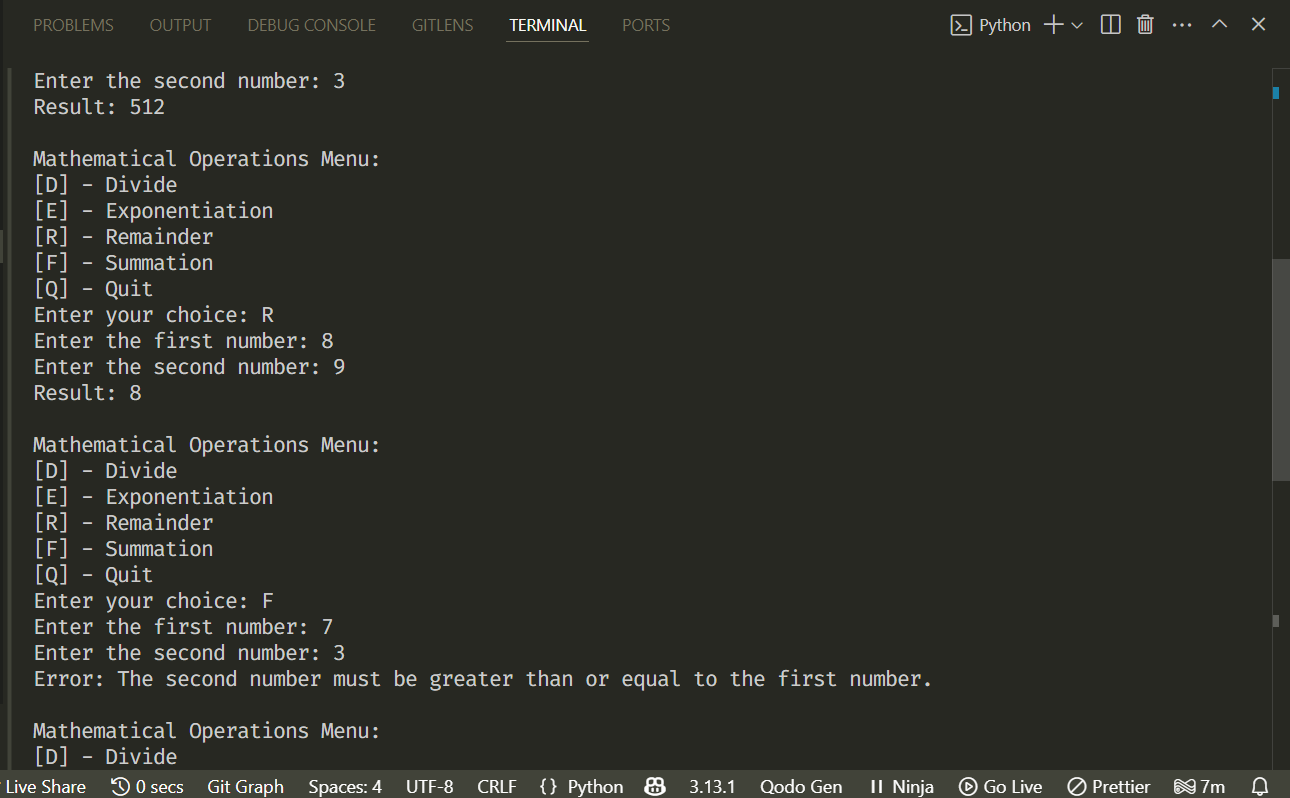 PROBLEMS OUTPUT DEBUG CONSOLE GITLENS TERMINAL PORTS Python
Enter the second number: 3
Result: 512
Mathematical Operations Menu:
[D] - Divide
[E] - Exponentiation
[R] - Remainder
[F] - Summation
[Q] - Quit
Enter your choice: R
Enter the first number: 8
Enter the second number: 9
Result: 8
Mathematical Operations Menu:
[D] - Divide
[E] - Exponentiation
[R] - Remainder
[F] - Summation
[Q] - Quit
Enter your choice: F
Enter the first number: 7
Enter the second number: 3
Error: The second number must be greater than or equal to the first number.
Mathematical Operations Menu:
[D] - Divide
Live Share 0 secs Git Graph Spaces: 4 UTF-8 CRLF {} Python 3.13.1 Qodo Gen Ninja Go Live Prettier 7m